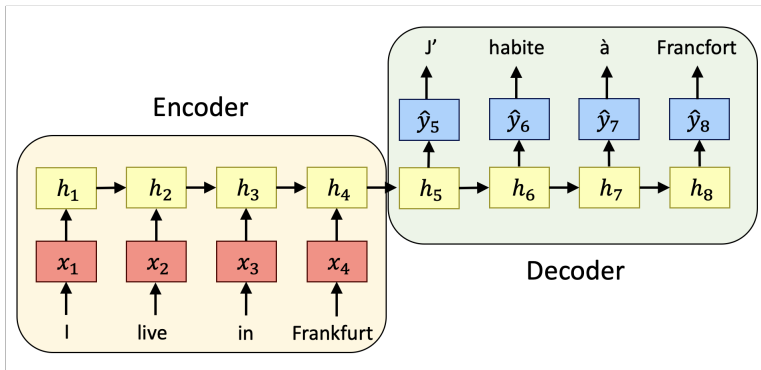 J’ habite à Francfort
Encoder
ŷ₅ ŷ₆ ŷ₇ ŷ₈
h₁ h₂ h₃ h₄ h₅ h₆ h₇ h₈
x₁ x₂ x₃ x₄
Decoder
I live in Frankfurt